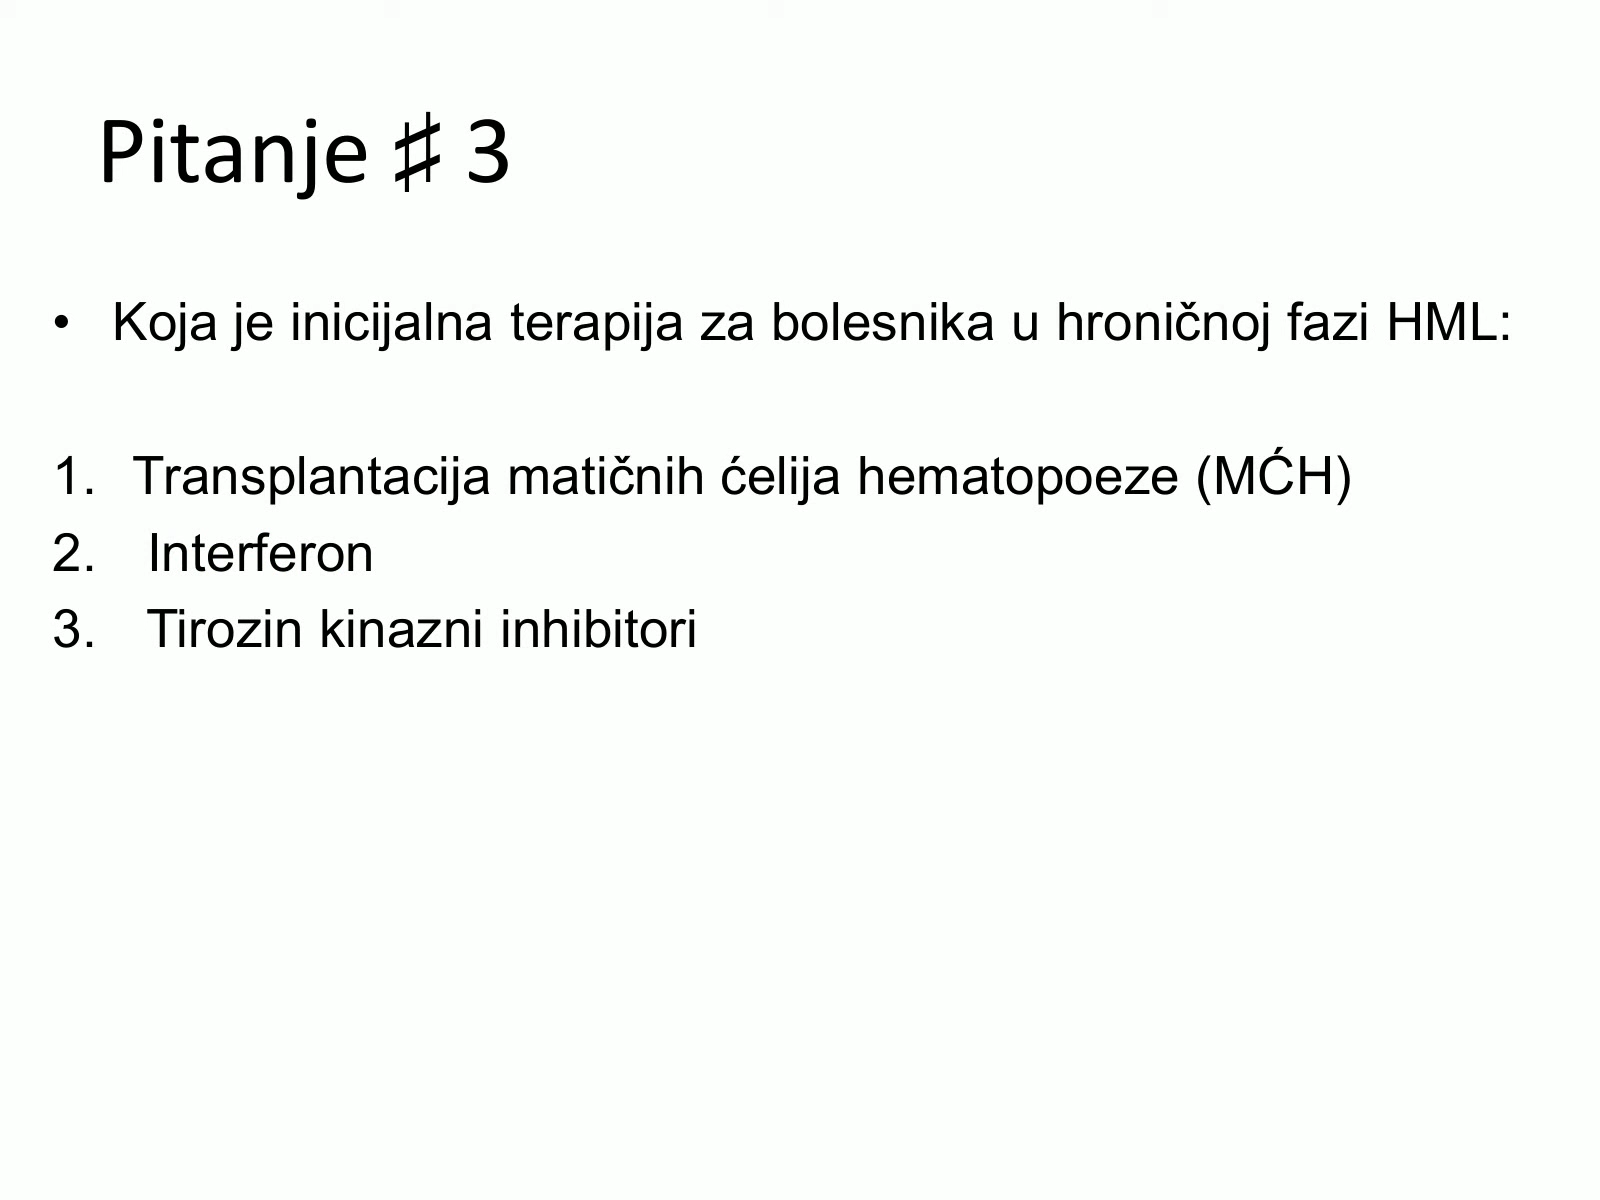 Pitanje ♯ 3
• Koja je inicijalna terapija za bolesnika u hroničnoj fazi HML:
1. Transplantacija matičnih ćelija hematopoeze (MĆH)
2. Interferon
3. Tirozin kinazni inhibitori